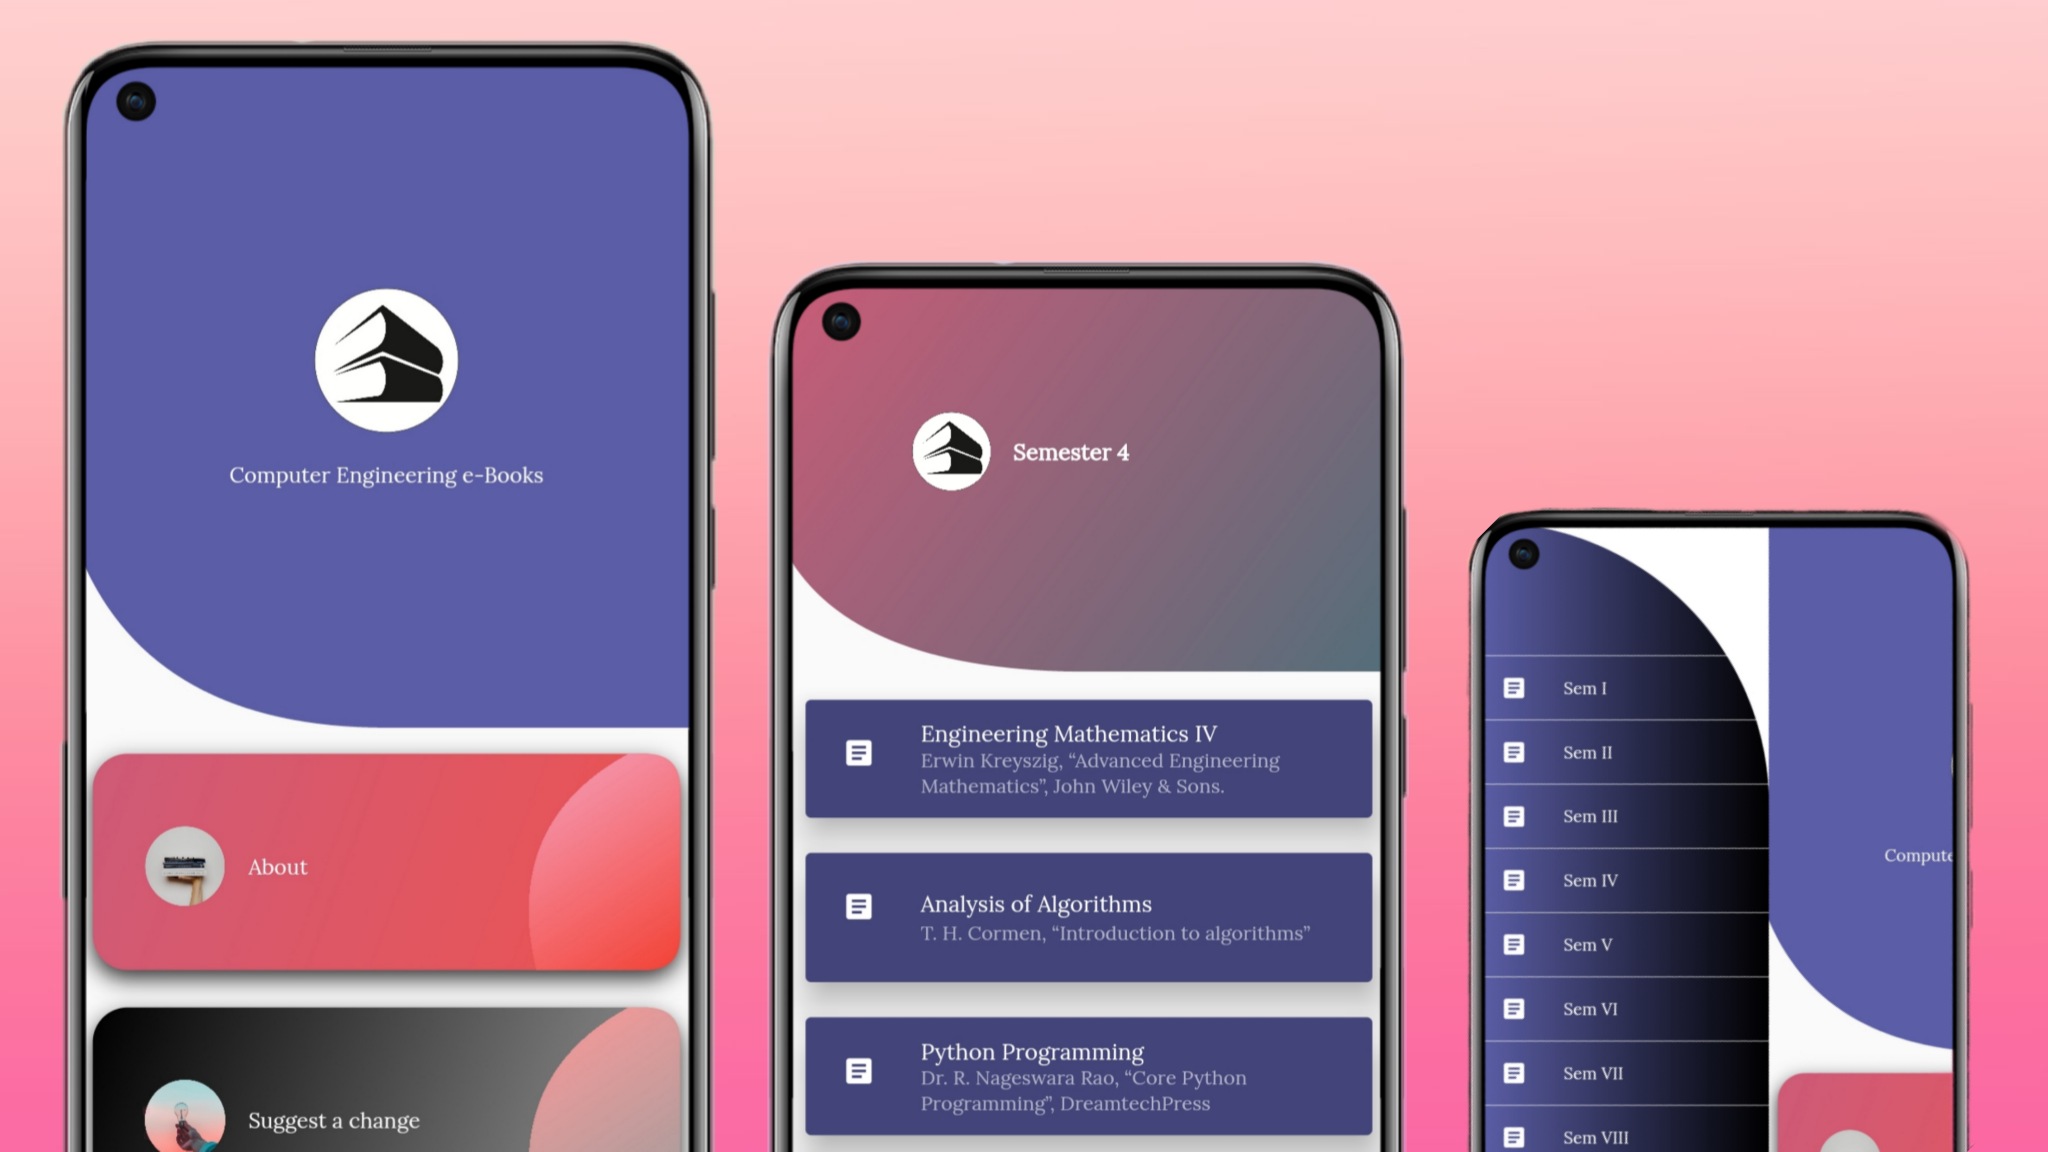 Computer Engineering e-Books
About
Suggest a change
Semester 4
Engineering Mathematics IV
Erwin Kreyszig, “Advanced Engineering
Mathematics”, John Wiley & Sons.
Analysis of Algorithms
T. H. Cormen, “Introduction to algorithms”
Python Programming
Dr. R. Nageswara Rao, “Core Python
Programming”, DreamtechPress
Sem I
Sem II
Sem III
Sem IV
Sem V
Sem VI
Sem VII
Sem VIII
Compute